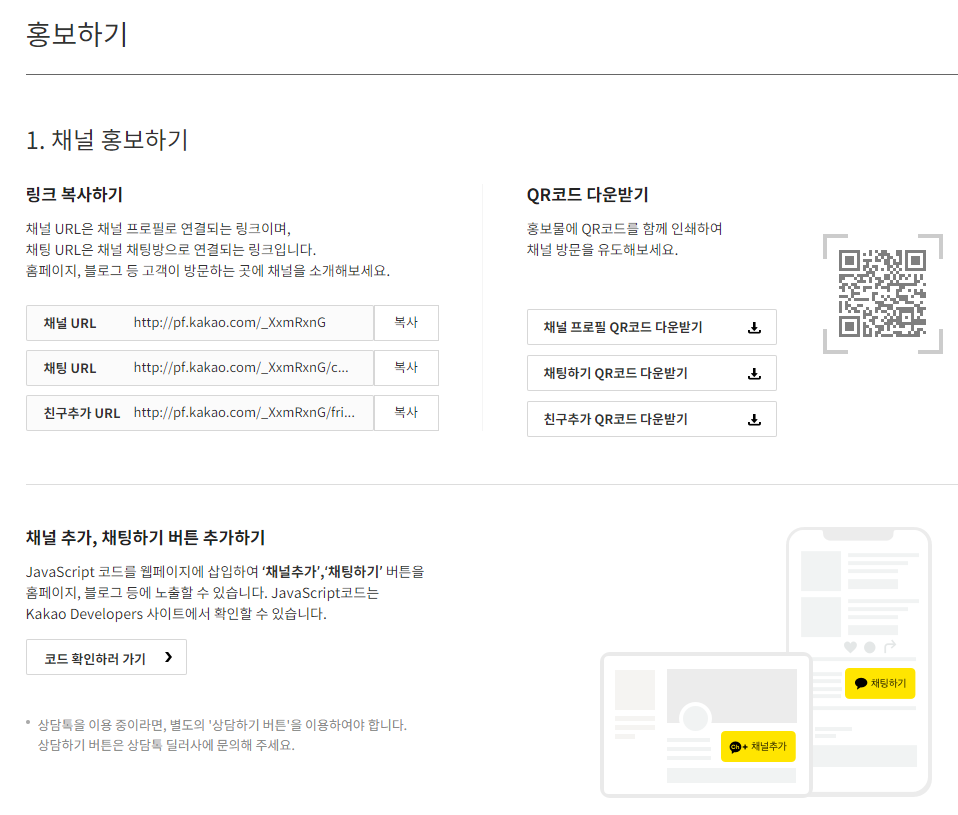 홍보하기
1. 채널 홍보하기
링크 복사하기
채널 URL은 채널 프로필로 연결되는 링크이며,
채팅 URL은 채널 채팅방으로 연결되는 링크입니다.
홈페이지, 블로그 등 고객이 방문하는 곳에 채널을 소개해보세요.
채널 URL http://pf.kakao.com/_XxmRxnG 복사
채팅 URL http://pf.kakao.com/_XxmRxnG/c... 복사
친구추가 URL http://pf.kakao.com/_XxmRxnG/fri... 복사
QR코드 다운받기
홍보물에 QR코드를 함께 인쇄하여
채널 방문을 유도해보세요.
채널 프로필 QR코드 다운받기
채팅하기 QR코드 다운받기
친구추가 QR코드 다운받기
채널 추가, 채팅하기 버튼 추가하기
JavaScript 코드를 웹페이지에 삽입하여 ‘채널추가’,‘채팅하기’ 버튼을
홈페이지, 블로그 등에 노출할 수 있습니다. JavaScript코드는
Kakao Developers 사이트에서 확인할 수 있습니다.
코드 확인하러 가기
* 상담톡을 이용 중이라면, 별도의 '상담하기 버튼'을 이용하여야 합니다.
상담하기 버튼은 상담톡 딜러사에 문의해 주세요.
채팅하기
Ch+ 채널추가